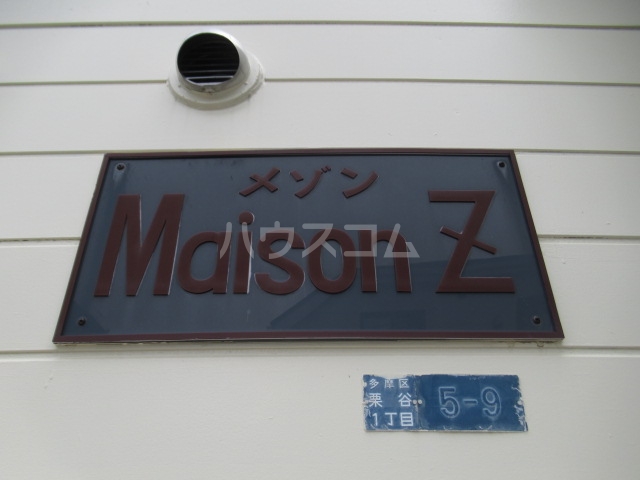 メゾン
Maison Z
ハウスコム
多摩区
栗谷
1丁目
5-9